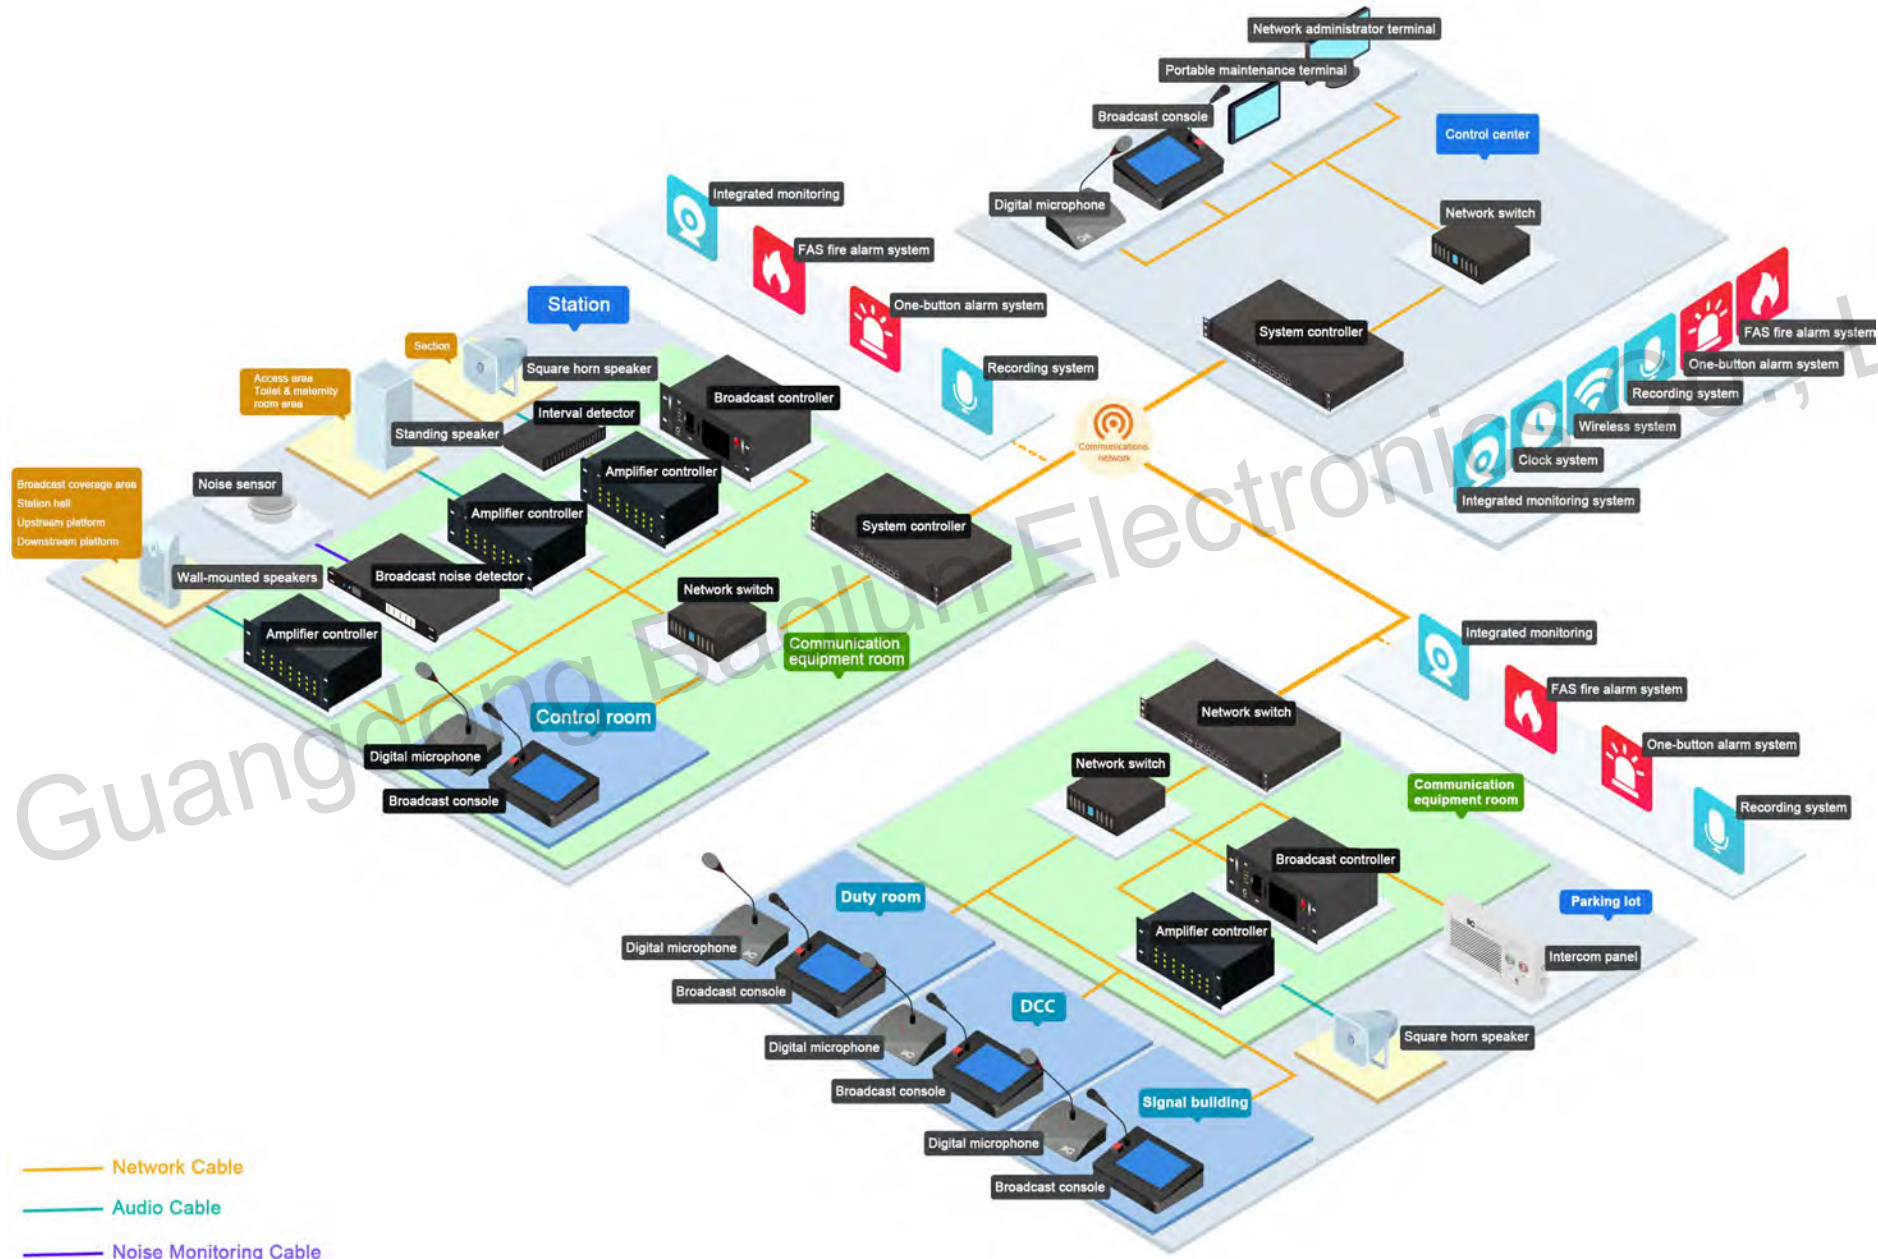 Network administrator terminal
Portable maintenance terminal
Broadcast console
Control center
Digital microphone
Network switch
System controller
Integrated monitoring
FAS fire alarm system
One-button alarm system
Recording system
FAS fire alarm system
One-button alarm system
Recording system
Wireless system
Clock system
Integrated monitoring system
Communications
network
Station
Section
Square horn speaker
Access area
Toilet & maternity
room area
Broadcast controller
Interval detector
Standing speaker
Amplifier controller
Noise sensor
Broadcast coverage area
Station hall
Upstream platform
Downstream platform
Amplifier controller
System controller
Wall-mounted speakers
Broadcast noise detector
Network switch
Amplifier controller
Communication
equipment room
Control room
Digital microphone
Broadcast console
Integrated monitoring
FAS fire alarm system
One-button alarm system
Recording system
Network switch
Network switch
Communication
equipment room
Broadcast controller
Duty room
Parking lot
Amplifier controller
Digital microphone
Intercom panel
Broadcast console
DCC
Square horn speaker
Digital microphone
Broadcast console
Signal building
Digital microphone
Broadcast console
Network Cable
Audio Cable
Noise Monitoring Cable
Guangdong Baolun Electronics Co., L